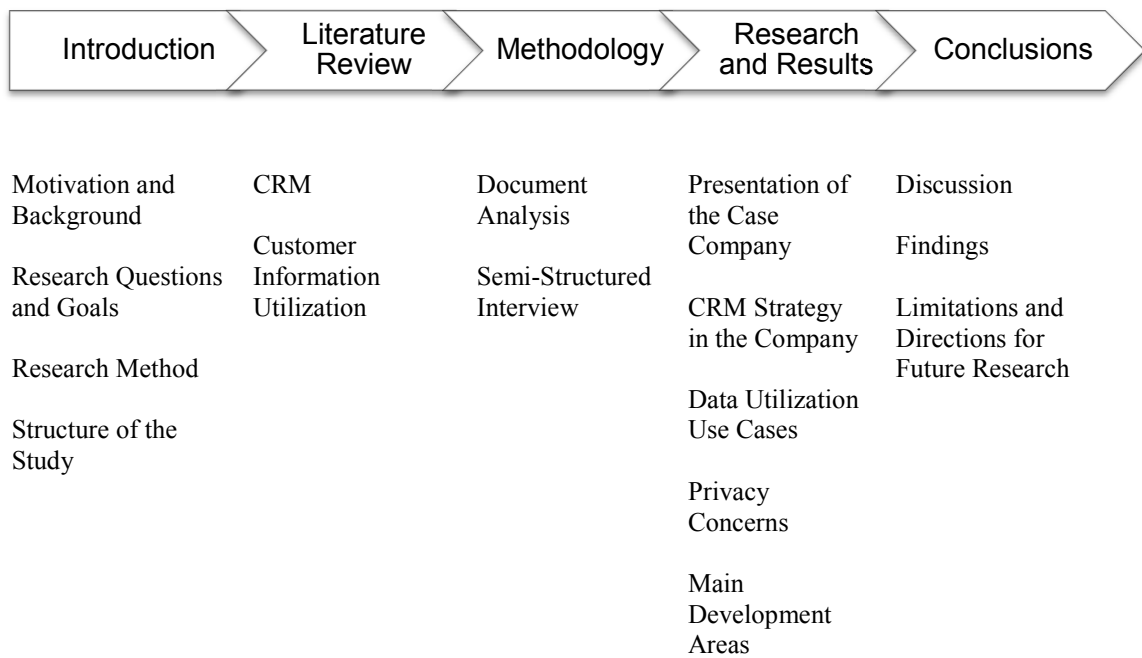 Introduction
Literature
Review
Methodology
Research
and Results
Conclusions
Motivation and
Background
Research Questions
and Goals
Research Method
Structure of the
Study
CRM
Customer
Information
Utilization
Document
Analysis
Semi-Structured
Interview
Presentation of
the Case
Company
CRM Strategy
in the Company
Data Utilization
Use Cases
Privacy
Concerns
Main
Development
Areas
Discussion
Findings
Limitations and
Directions for
Future Research